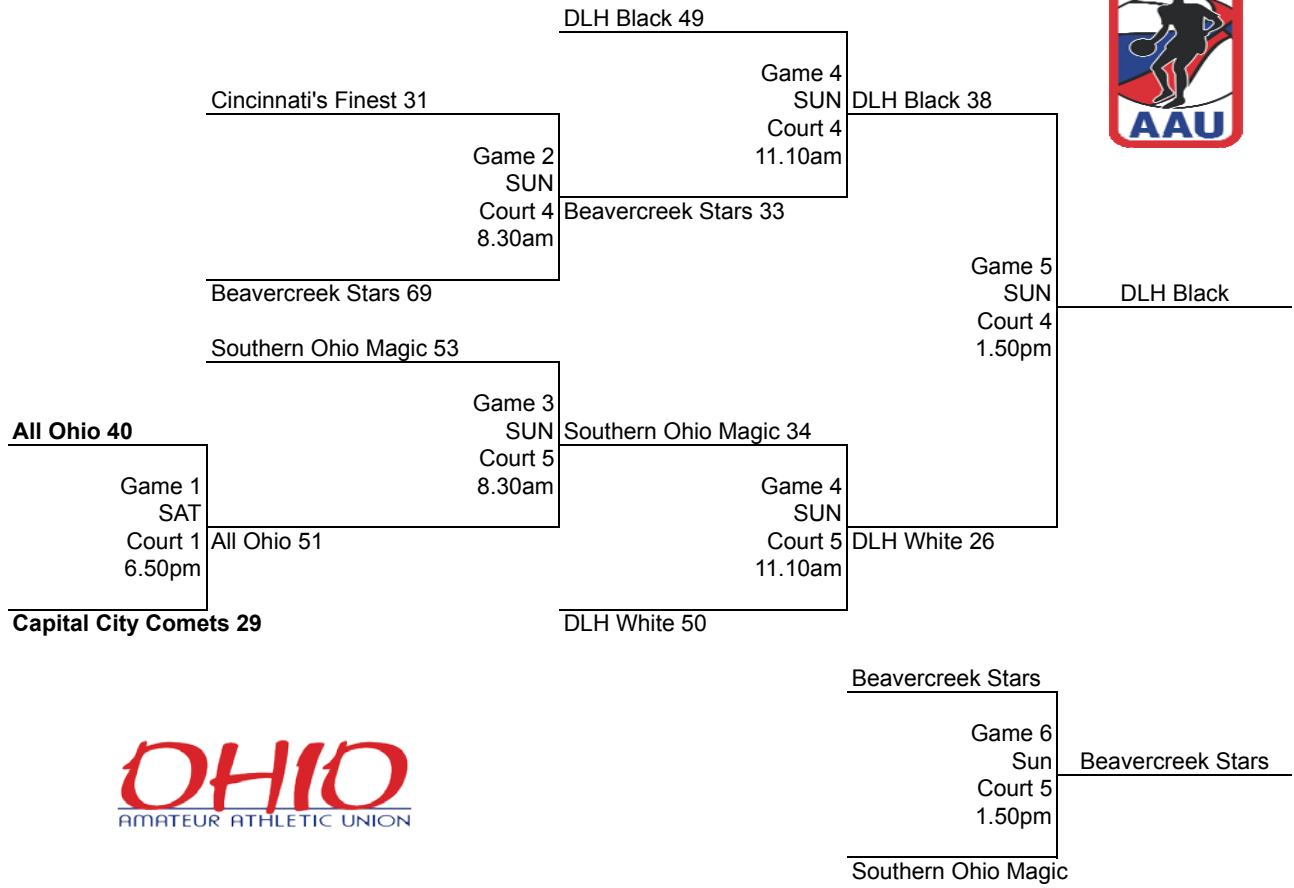 DLH Black 49
Game 4
SUN
Court 4
11.10am
DLH Black 38
AAU
Cincinnati's Finest 31
Game 2
SUN
Court 4
8.30am
Beavercreek Stars 33
Beavercreek Stars 69
Game 5
SUN
Court 4
1.50pm
DLH Black
Southern Ohio Magic 53
Game 3
SUN
Court 5
8.30am
Southern Ohio Magic 34
All Ohio 40
Game 1
SAT
Court 1
6.50pm
All Ohio 51
Capital City Comets 29
Game 4
SUN
Court 5
11.10am
DLH White 26
DLH White 50
Beavercreek Stars
Game 6
Sun
Court 5
1.50pm
Beavercreek Stars
Southern Ohio Magic
OHIO
AMATEUR ATHLETIC UNION